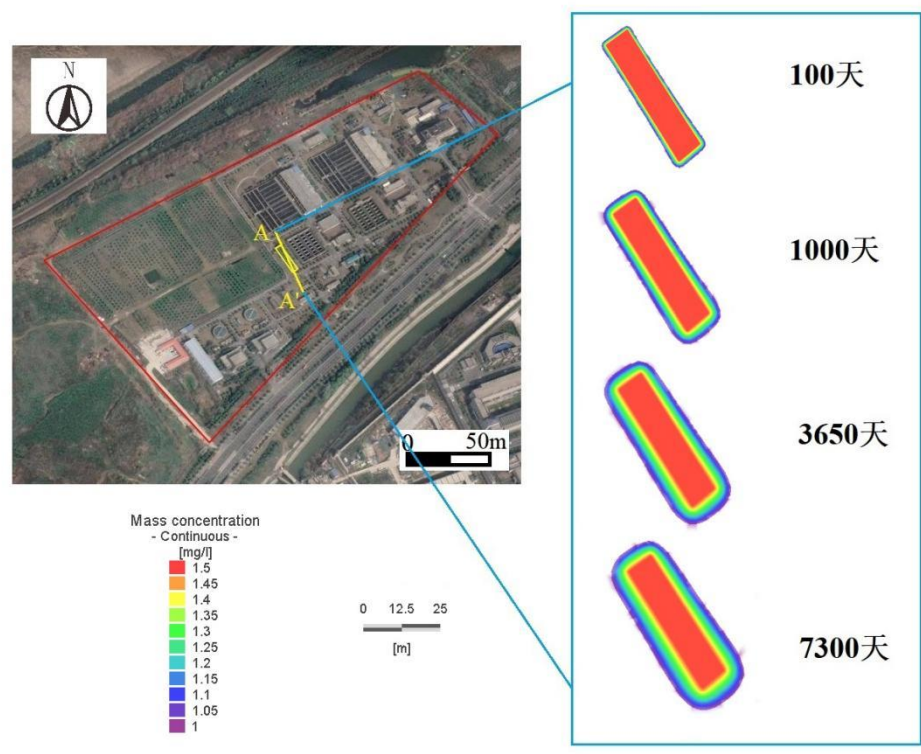 N
A
A'
0 50m
100天
1000天
3650天
7300天
Mass concentration
- Continuous -
[mg/l]
1.5
1.45
1.4
1.35
1.3
1.25
1.2
1.15
1.1
1.05
1
0 12.5 25
[m]